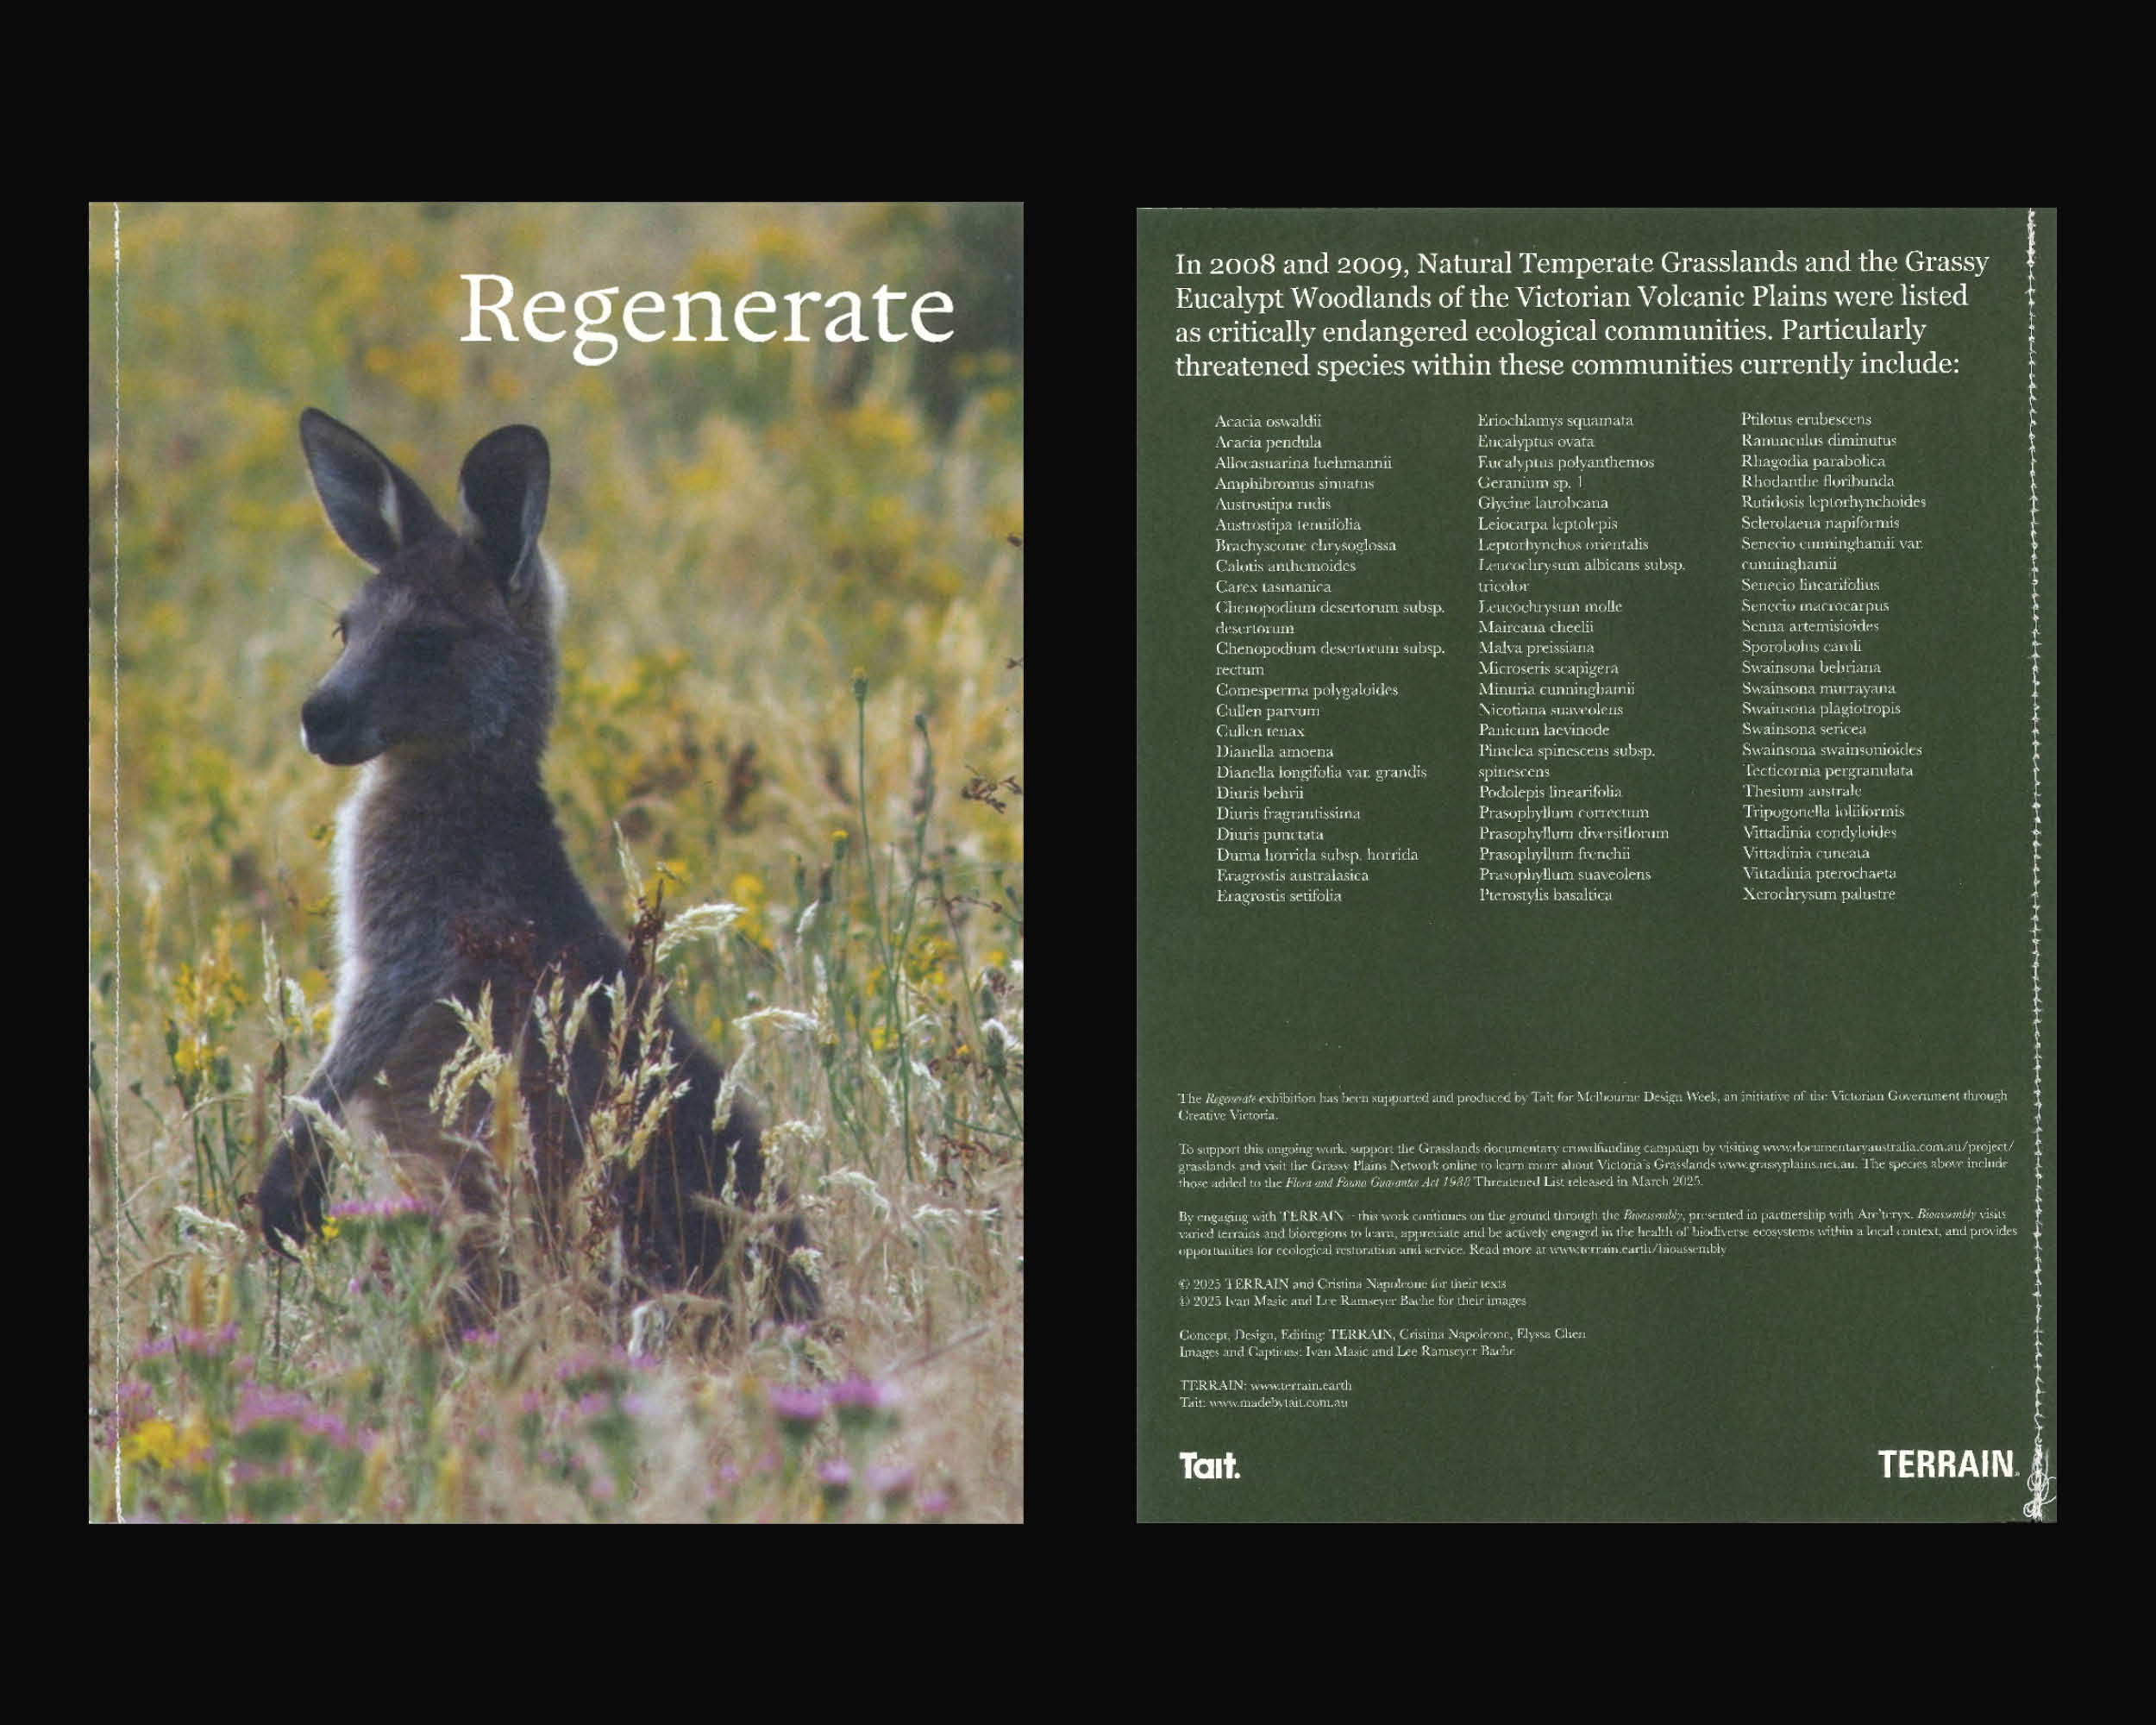 Regenerate
In 2008 and 2009, Natural Temperate Grasslands and the Grassy
Eucalypt Woodlands of the Victorian Volcanic Plains were listed
as critically endangered ecological communities. Particularly
threatened species within these communities currently include:
Acacia oswaldii
Acacia pendula
Allocasuarina luehmannii
Amphibromus sinuatus
Austrostipa rudis
Austrostipa tenuifolia
Brachyscome chrysoglossa
Calotis anthemoides
Carex tasmanica
Chenopodium desertorum subsp.
desertorum
Chenopodium desertorum subsp.
rectum
Comesperma polygaloides
Cullen parvum
Cullen tenax
Dianella amoena
Dianella longifolia var. grandis
Diuris behrii
Diuris fragrantissima
Diuris punctata
Duma horrida subsp. horrida
Eragrostis australasica
Eragrostis setifolia
Eriochlamys squamata
Eucalyptus ovata
Eucalyptus polyanthemos
Geranium sp. 1
Glycine latrobeana
Leiocarpa leptolepis
Leptorhynchos orientalis
Leucochrysum albicans subsp.
tricolor
Leucochrysum molle
Maireana cheelii
Malva preissiana
Microseris scapigera
Minuria cunninghamii
Nicotiana suaveolens
Panicum laevinode
Pimelea spinescens subsp.
spinescens
Podolepis linearifolia
Prasophyllum correctum
Prasophyllum diversiflorum
Prasophyllum frenchii
Prasophyllum suaveolens
Pterostylis basaltica
Ptilotus erubescens
Ranunculus diminutus
Rhagodia parabolica
Rhodanthe floribunda
Rutidosis leptorhynchoides
Sclerolaena napiformis
Senecio cunninghamii var.
cunninghamii
Senecio linearifolius
Senecio macrocarpus
Senna artemisioides
Sporobolus caroli
Swainsona behriana
Swainsona murrayana
Swainsona plagiotropis
Swainsona sericea
Swainsona swainsonioides
Tecticornia pergranulata
Thesium australe
Tripogonella loliiformis
Vittadinia condyloides
Vittadinia cuneata
Vittadinia pterochaeta
Xerochrysum palustre
The Regenerate exhibition has been supported and produced by Tait for Melbourne Design Week, an initiative of the Victorian Government through
Creative Victoria.
To support this ongoing work, support the Grasslands documentary crowdfunding campaign by visiting www.documentaryaustralia.com.au/project/
grasslands and visit the Grassy Plains Network online to learn more about Victoria's Grasslands www.grassyplains.net.au. The species above include
those added to the Flora and Fauna Guarantee Act 1988 Threatened List released in March 2025.
By engaging with TERRAIN – this work continues on the ground through the Bioassembly, presented in partnership with Arc'teryx. Bioassembly visits
varied terrains and bioregions to learn, appreciate and be actively engaged in the health of biodiverse ecosystems within a local context, and provides
opportunities for ecological restoration and service. Read more at www.terrain.earth/bioassembly
© 2025 TERRAIN and Cristina Napoleone for their texts
© 2025 Ivan Masic and Lee Ramseyer Bache for their images
Concept, Design, Editing: TERRAIN, Cristina Napoleone, Elyssa Chen
Images and Captions: Ivan Masic and Lee Ramseyer Bache
TERRAIN: www.terrain.earth
Tait: www.madebytait.com.au
Tait.
TERRAIN.